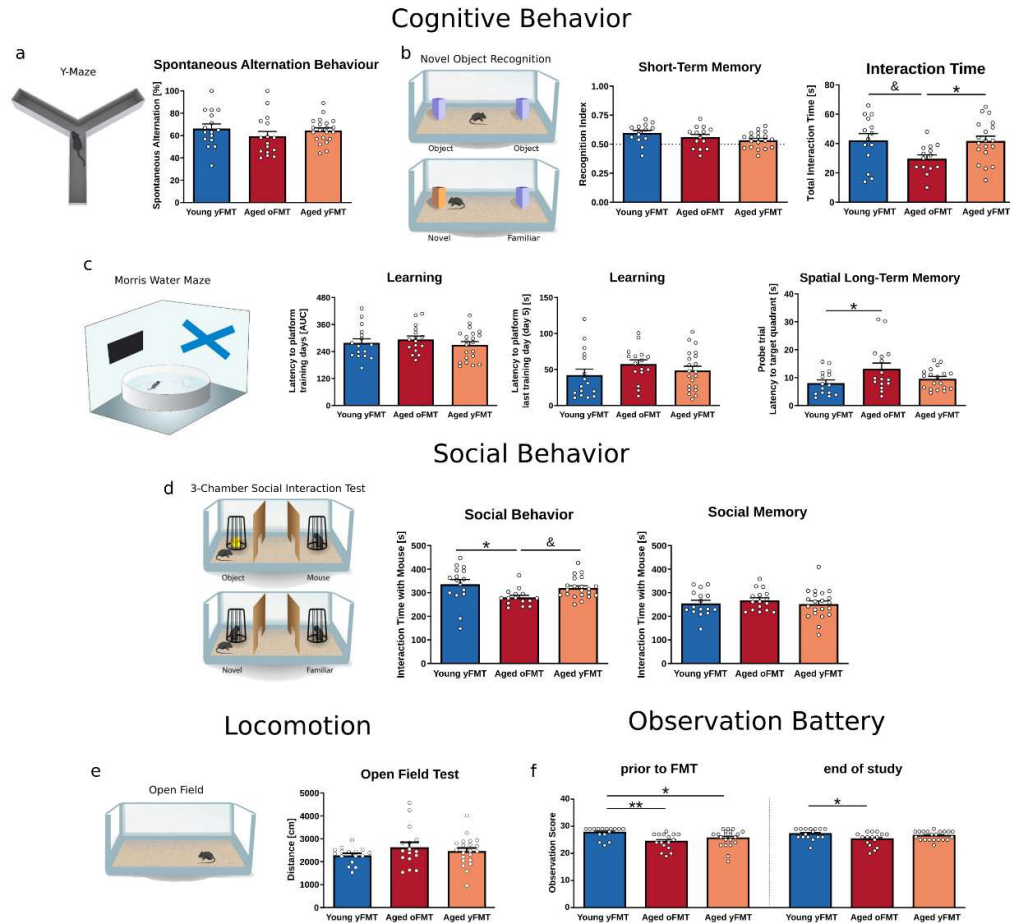 Cognitive Behavior
a
Y-Maze
Spontaneous Alternation Behaviour
Spontaneous Alternation [%]
100
80
60
40
20
0
Young yFMT Aged oFMT Aged yFMT
b
Novel Object Recognition
Object Object
Novel Familiar
Short-Term Memory
Recognition Index
1.00
0.75
0.50
0.25
0.00
Young yFMT Aged oFMT Aged yFMT
Interaction Time
Total Interaction Time [s]
100
80
60
40
20
0
& *
Young yFMT Aged oFMT Aged yFMT
c
Morris Water Maze
Learning
Latency to platform
training days [AUC]
480
360
240
120
0
Young yFMT Aged oFMT Aged yFMT
Learning
Latency to platform
last training day (day 5) [s]
150
100
50
0
Young yFMT Aged oFMT Aged yFMT
Spatial Long-Term Memory
Probe trial
Latency to target quadrant [s]
40
30
20
10
0
*
Young yFMT Aged oFMT Aged yFMT
Social Behavior
d
3-Chamber Social Interaction Test
Object Mouse
Novel Familiar
Social Behavior
Interaction Time with Mouse [s]
500
400
300
200
100
0
* &
Young yFMT Aged oFMT Aged yFMT
Social Memory
Interaction Time with Mouse [s]
500
400
300
200
100
0
Young yFMT Aged oFMT Aged yFMT
Locomotion
e
Open Field
Open Field Test
Distance (cm)
5000
4000
3000
2000
1000
0
Young yFMT Aged oFMT Aged yFMT
Observation Battery
f
prior to FMT end of study
Observation Score
40
30
20
10
0
*
**
*
Young yFMT Aged oFMT Aged yFMT Young yFMT Aged oFMT Aged yFMT